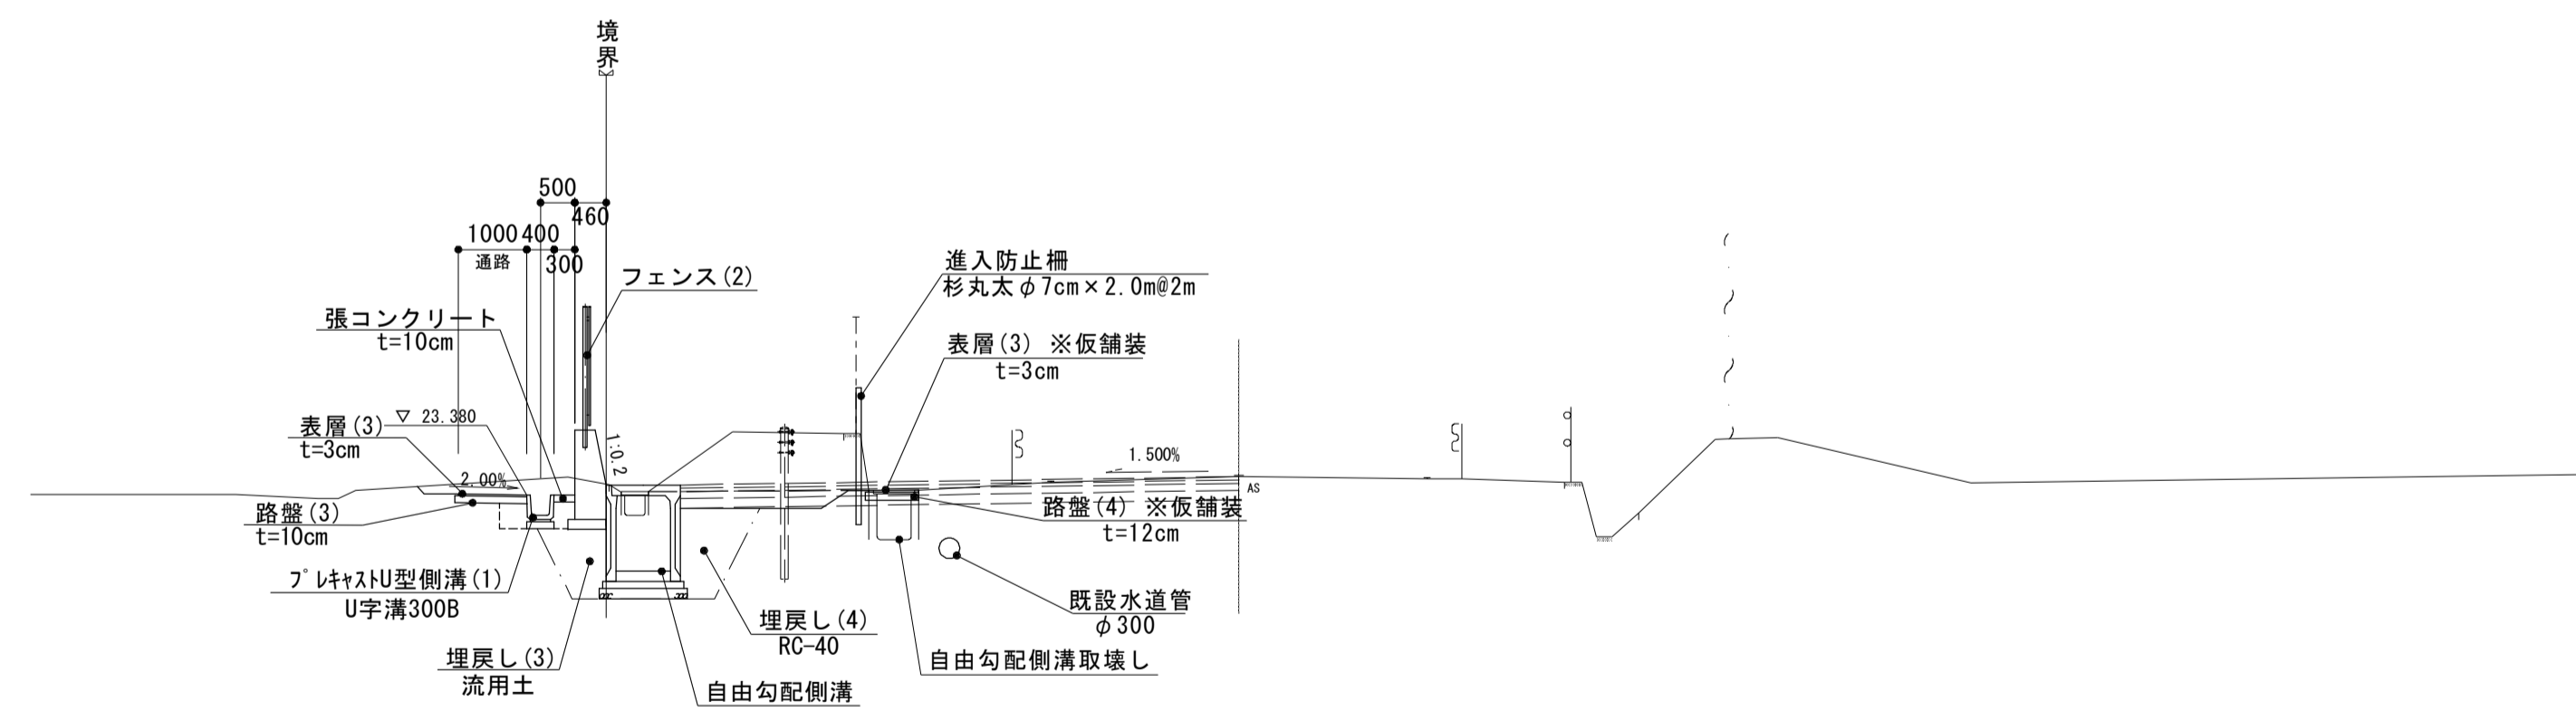 境
界
500
460
1000 400
通路
300
フェンス(2)
進入防止柵
杉丸太φ7cm×2.0m@2m
張コンクリート
t=10cm
表層(3) ※仮舗装
t=3cm
▽ 23.380
表層(3)
t=3cm
1:0.2
2.00%
1.500%
AS
路盤(3)
t=10cm
路盤(4) ※仮舗装
t=12cm
プレキャストU型側溝(1)
U字溝300B
既設水道管
φ300
埋戻し(4)
RC-40
埋戻し(3)
流用土
自由勾配側溝取壊し
自由勾配側溝